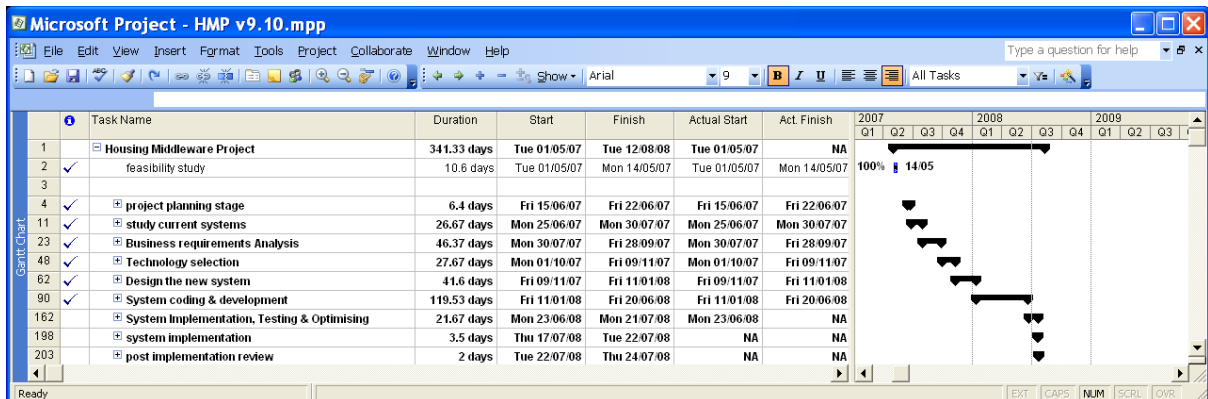 Microsoft Project - HMP v9.10.mpp
File Edit View Insert Format Tools Project Collaborate Window Help Type a question for help
Show Arial 9 B I U All Tasks
Task Name Duration Start Finish Actual Start Act. Finish 2007 2008 2009
Q1 Q2 Q3 Q4 Q1 Q2 Q3 Q4 Q1 Q2 Q3
1 Housing Middleware Project 341.33 days Tue 01/05/07 Tue 12/08/08 Tue 01/05/07 NA
2 feasibility study 10.6 days Tue 01/05/07 Mon 14/05/07 Tue 01/05/07 Mon 14/05/07 100% 14/05
3
4 project planning stage 6.4 days Fri 15/06/07 Fri 22/06/07 Fri 15/06/07 Fri 22/06/07
11 study current systems 26.67 days Mon 25/06/07 Mon 30/07/07 Mon 25/06/07 Mon 30/07/07
23 Business requirements Analysis 46.37 days Mon 30/07/07 Fri 28/09/07 Mon 30/07/07 Fri 28/09/07
48 Technology selection 27.67 days Mon 01/10/07 Fri 09/11/07 Mon 01/10/07 Fri 09/11/07
62 Design the new system 41.6 days Fri 09/11/07 Fri 11/01/08 Fri 09/11/07 Fri 11/01/08
90 System coding & development 119.53 days Fri 11/01/08 Fri 20/06/08 Fri 11/01/08 Fri 20/06/08
162 System Implementation, Testing & Optimising 21.67 days Mon 23/06/08 Mon 21/07/08 Mon 23/06/08 NA
198 system implementation 3.5 days Thu 17/07/08 Tue 22/07/08 NA NA
203 post implementation review 2 days Tue 22/07/08 Thu 24/07/08 NA NA
Gantt Chart
Ready EXT CAPS NUM SCRL OVR